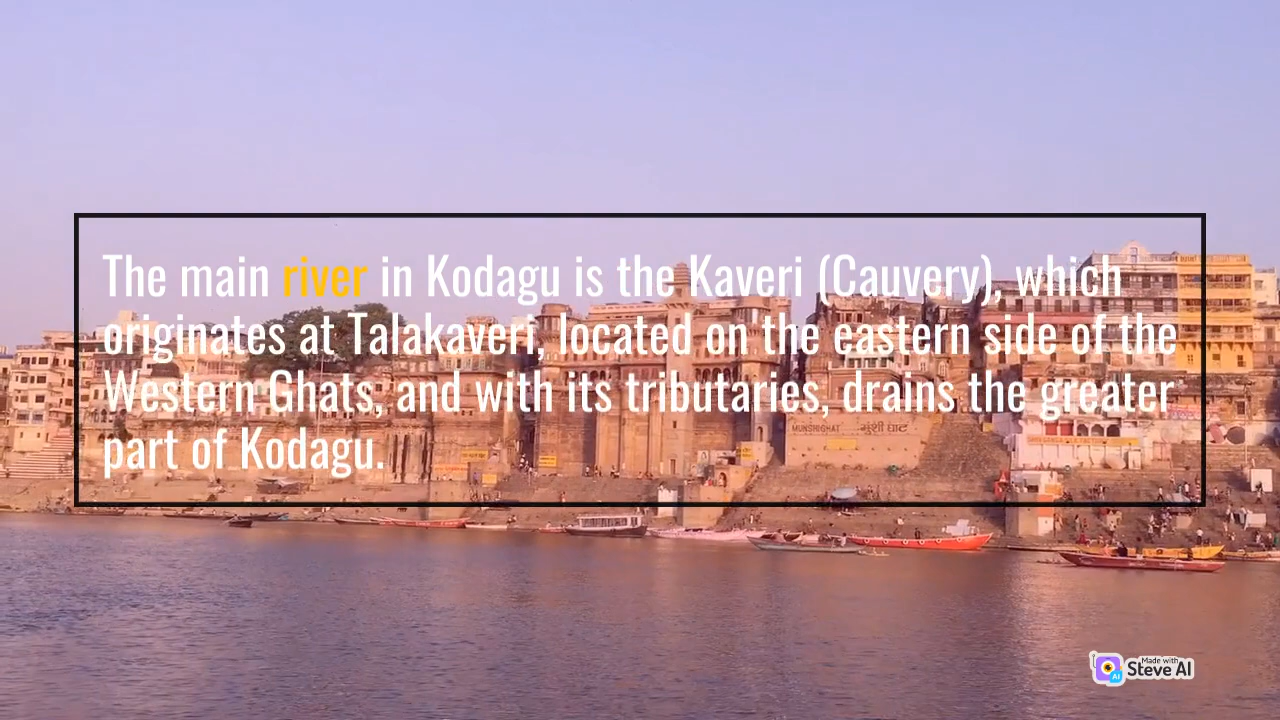 The main river in Kodagu is the Kaveri (Cauvery), which
originates at Talakaveri, located on the eastern side of the
Western Ghats, and with its tributaries, drains the greater
part of Kodagu.
MUNSHIGHAT मुंशी घाट
Made with
Steve AI